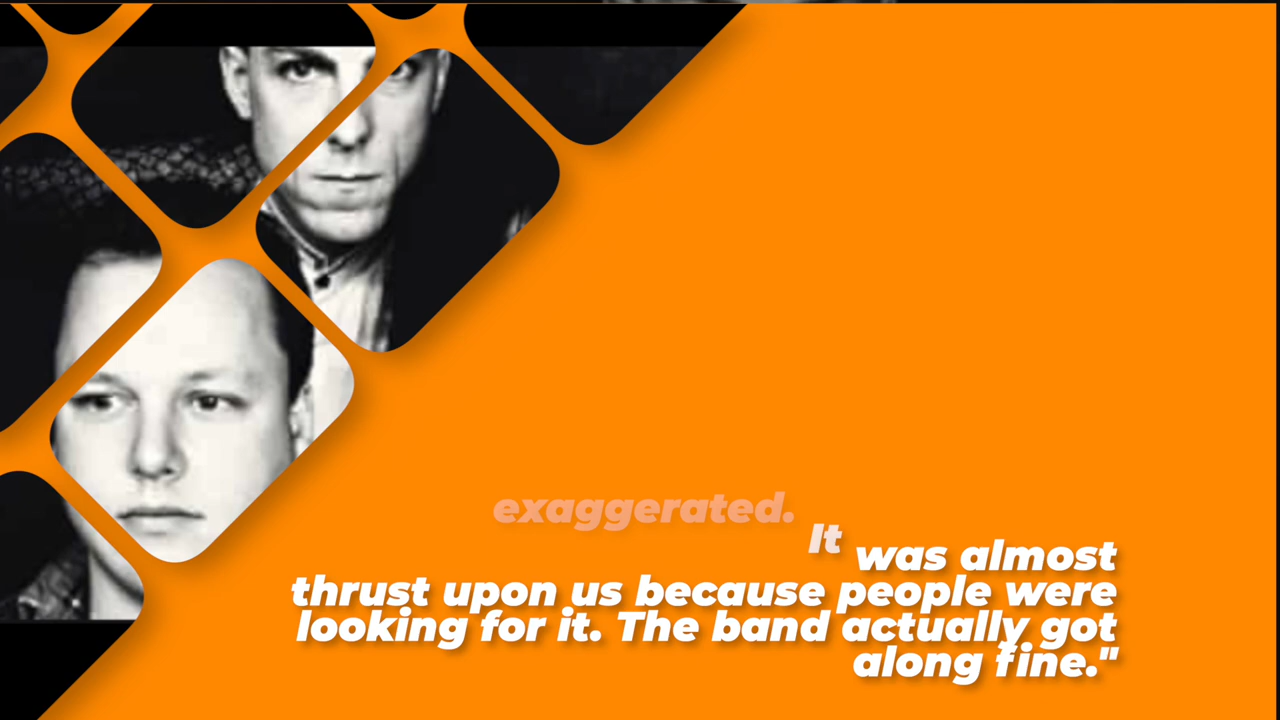 exaggerated.
It was almost
thrust upon us because people were
looking for it. The band actually got
along fine."